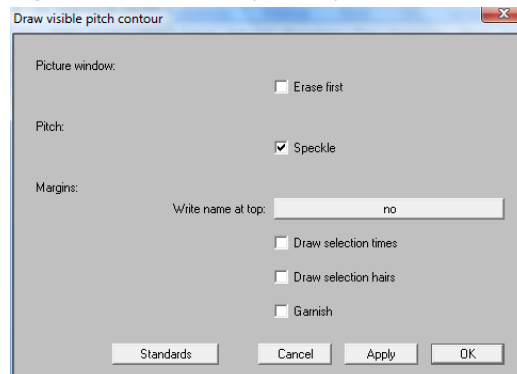 Draw visible pitch contour
Picture window:
Erase first
Pitch:
Speckle
Margins:
Write name at top: no
Draw selection times
Draw selection hairs
Garnish
Standards Cancel Apply OK